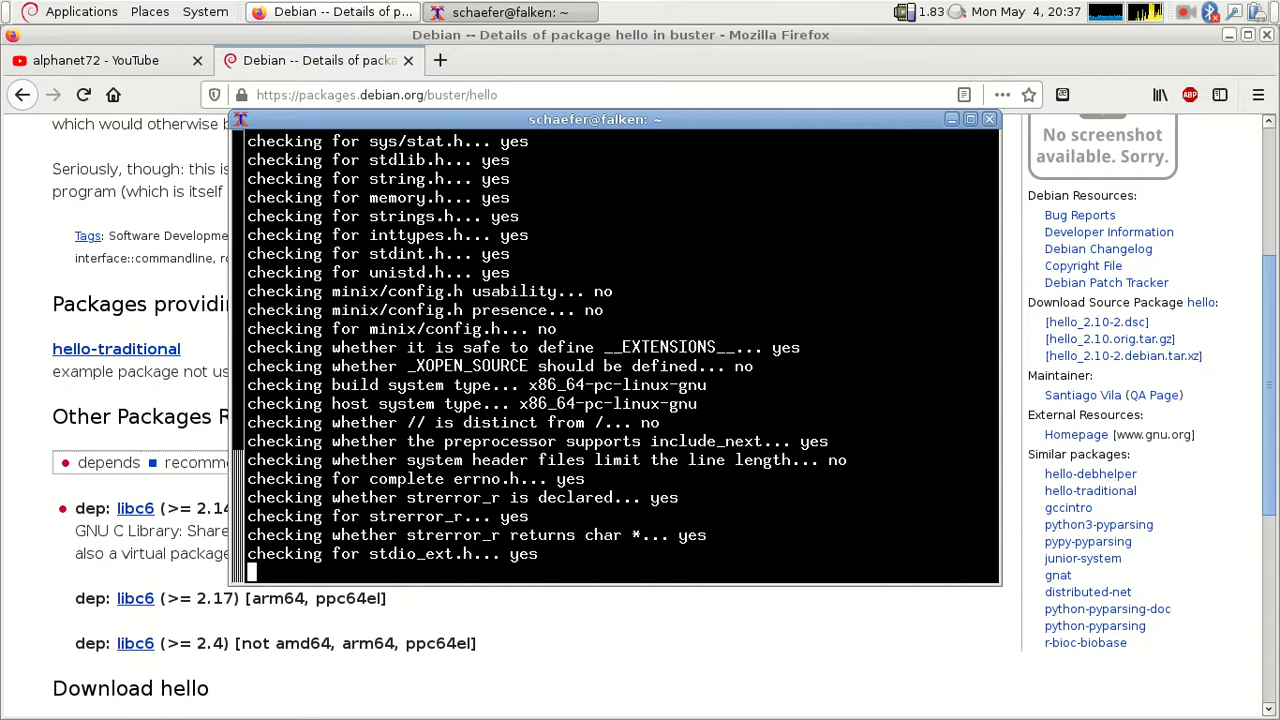 Applications Places System Debian -- Details of p... schaefer@falken: ~ 1.83 Mon May 4, 20:37
Debian -- Details of package hello in buster - Mozilla Firefox
alphanet72 - YouTube Debian -- Details of packa
https://packages.debian.org/buster/hello
which would otherwise b
Seriously, though: this is
program (which is itself
Tags: Software Developme
interface::commandline, ro
Packages providin
hello-traditional
example package not us
Other Packages R
depends recomm
dep: libc6 (>= 2.14
GNU C Library: Share
also a virtual package
dep: libc6 (>= 2.17) [arm64, ppc64el]
dep: libc6 (>= 2.4) [not amd64, arm64, ppc64el]
Download hello
schaefer@falken: ~
checking for sys/stat.h... yes
checking for stdlib.h... yes
checking for string.h... yes
checking for memory.h... yes
checking for strings.h... yes
checking for inttypes.h... yes
checking for stdint.h... yes
checking for unistd.h... yes
checking minix/config.h usability... no
checking minix/config.h presence... no
checking for minix/config.h... no
checking whether it is safe to define __EXTENSIONS__... yes
checking whether _XOPEN_SOURCE should be defined... no
checking build system type... x86_64-pc-linux-gnu
checking host system type... x86_64-pc-linux-gnu
checking whether // is distinct from /... no
checking whether the preprocessor supports include_next... yes
checking whether system header files limit the line length... no
checking for complete errno.h... yes
checking whether strerror_r is declared... yes
checking for strerror_r... yes
checking whether strerror_r returns char *... yes
checking for stdio_ext.h... yes
No screenshot
available. Sorry.
Debian Resources:
Bug Reports
Developer Information
Debian Changelog
Copyright File
Debian Patch Tracker
Download Source Package hello:
[hello_2.10-2.dsc]
[hello_2.10.orig.tar.gz]
[hello_2.10-2.debian.tar.xz]
Maintainer:
Santiago Vila (QA Page)
External Resources:
Homepage [www.gnu.org]
Similar packages:
hello-debhelper
hello-traditional
gccintro
python3-pyparsing
pypy-pyparsing
junior-system
gnat
distributed-net
python-pyparsing-doc
python-pyparsing
r-bioc-biobase
ABP